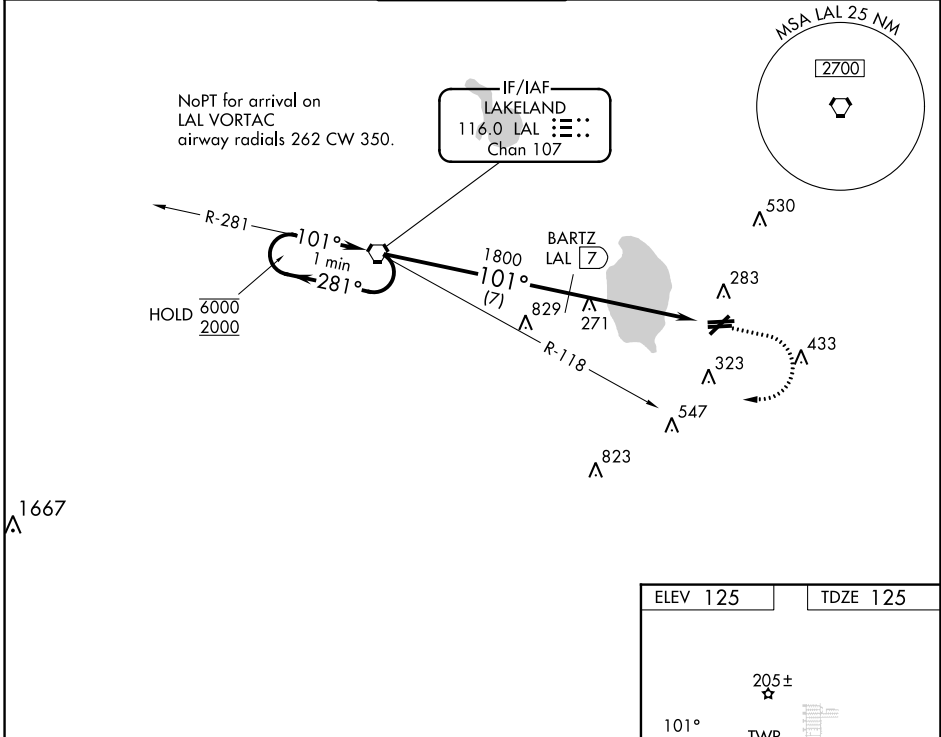 MSA LAL 25 NM
2700
NoPT for arrival on
LAL VORTAC
airway radials 262 CW 350.
IF/IAF
LAKELAND
116.0 LAL
Chan 107
530
R-281
101°
1 min
281°
HOLD 6000
2000
1800
101°
(7)
BARTZ
LAL 7
283
829
271
R-118
433
323
547
823
1667
ELEV 125
TDZE 125
205±
101°
TWR